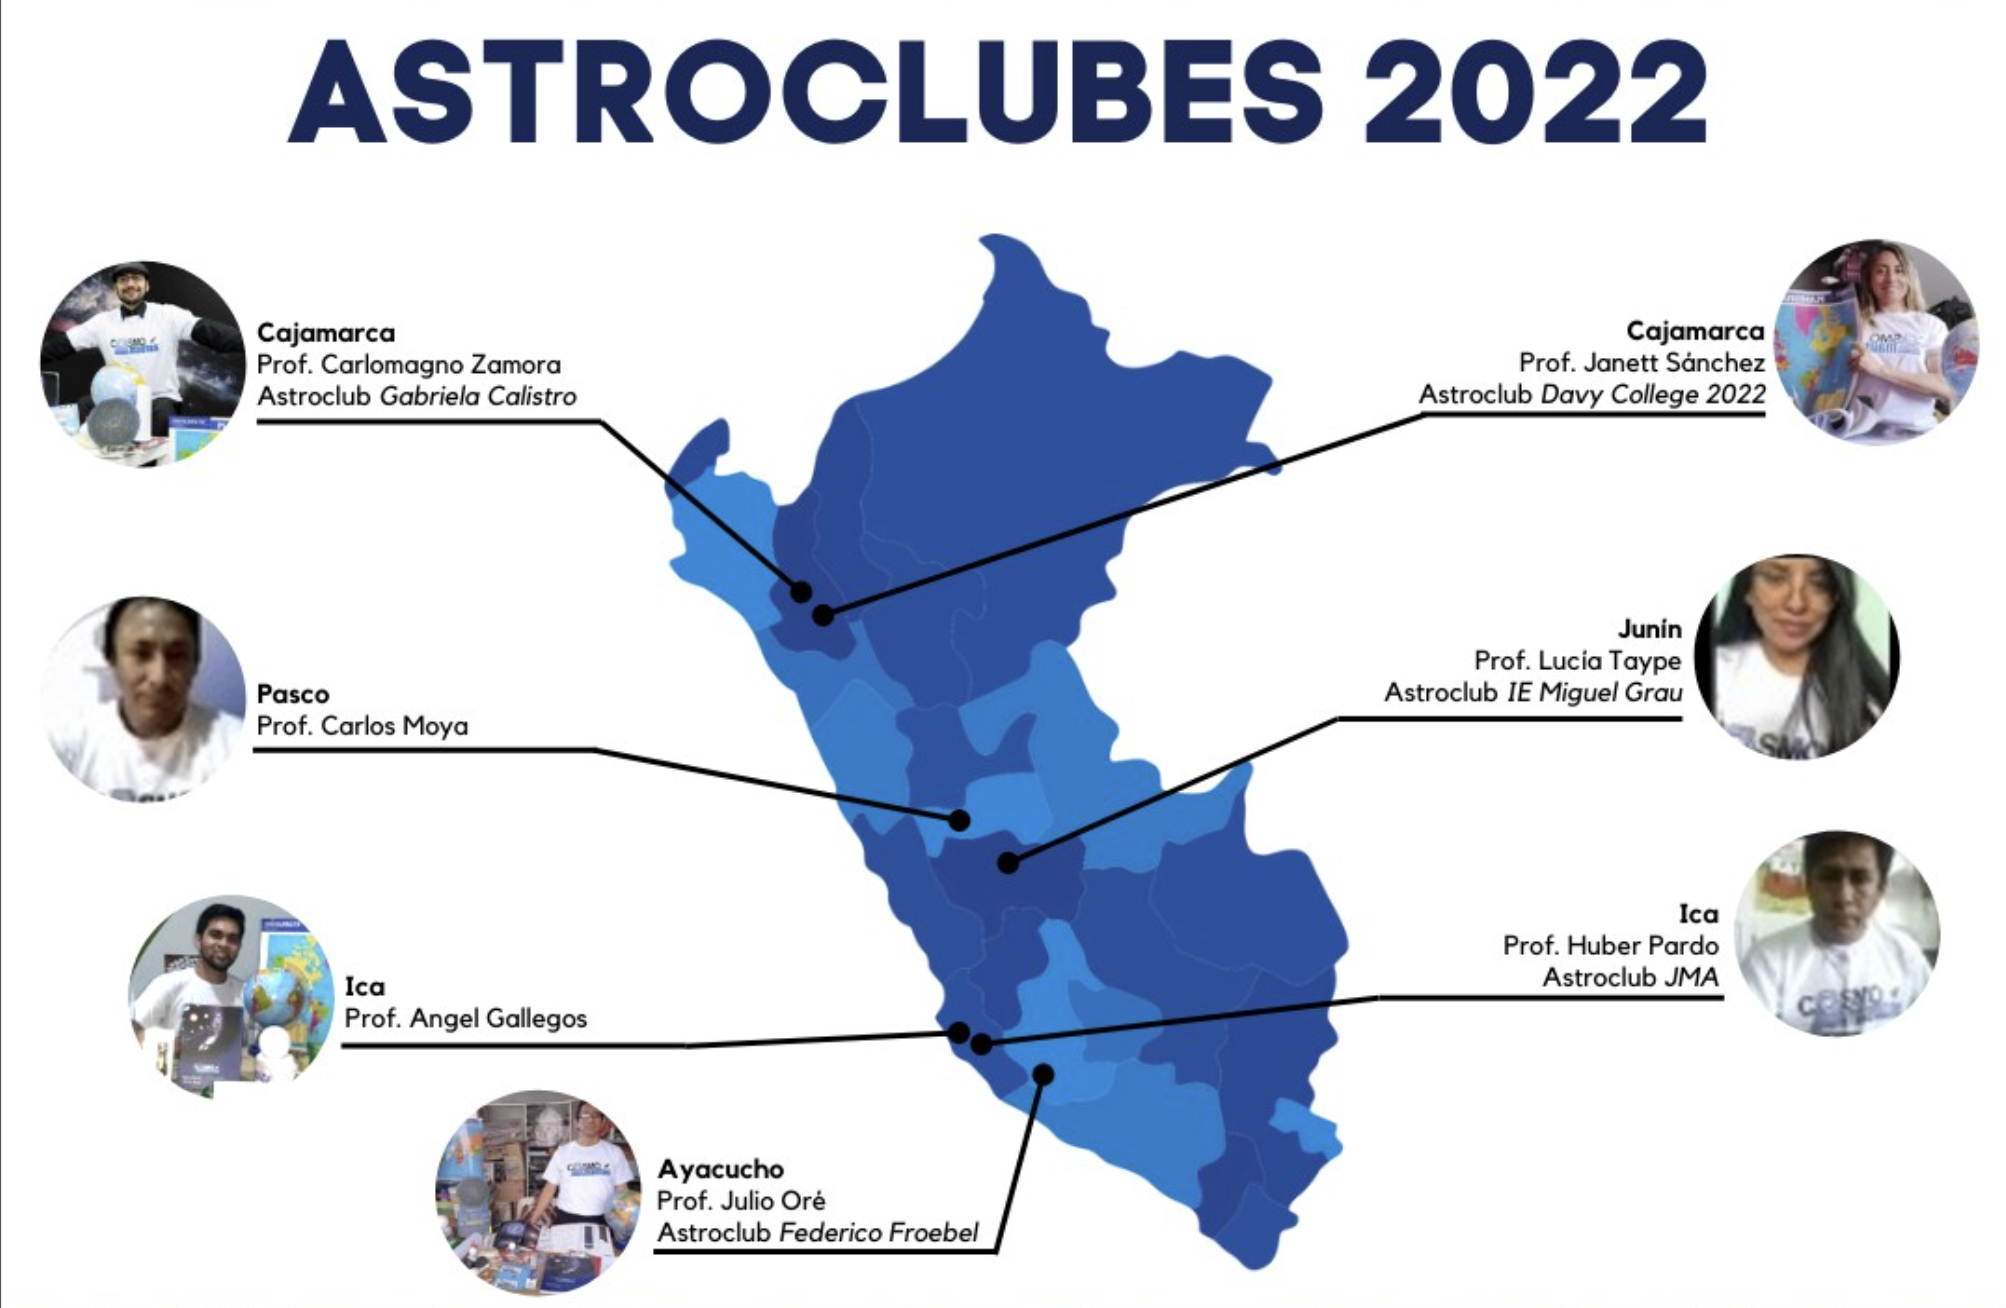 ASTROCLUBES 2022
Cajamarca
Prof. Carlomagno Zamora
Astroclub Gabriela Calistro
Cajamarca
Prof. Janett Sánchez
Astroclub Davy College 2022
Pasco
Prof. Carlos Moya
Junín
Prof. Lucía Taype
Astroclub IE Miguel Grau
Ica
Prof. Angel Gallegos
Ica
Prof. Huber Pardo
Astroclub JMA
Ayacucho
Prof. Julio Oré
Astroclub Federico Froebel